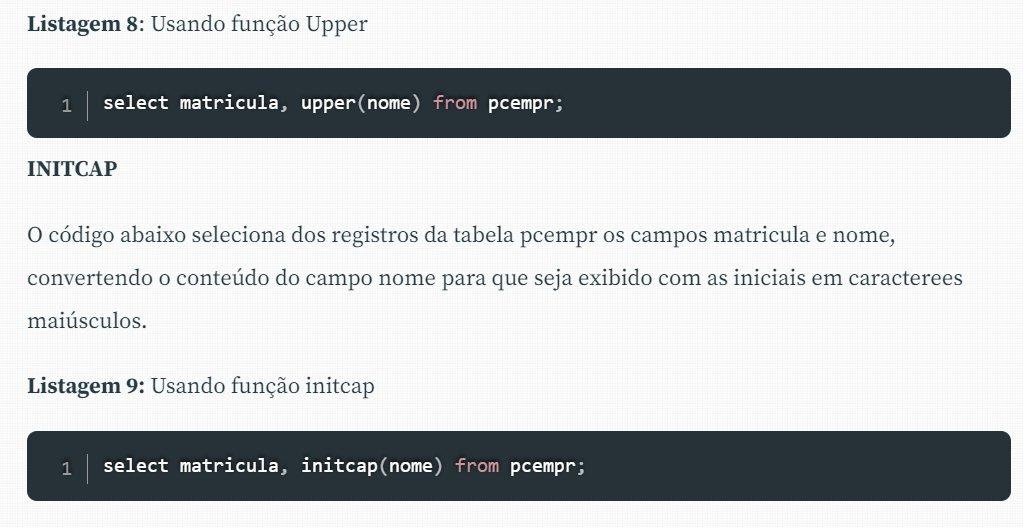 Listagem 8: Usando função Upper
1 select matricula, upper(nome) from pcempr;
INITCAP
O código abaixo seleciona dos registros da tabela pcempr os campos matricula e nome,
convertendo o conteúdo do campo nome para que seja exibido com as iniciais em caracterees
maiúsculos.
Listagem 9: Usando função initcap
1 select matricula, initcap(nome) from pcempr;